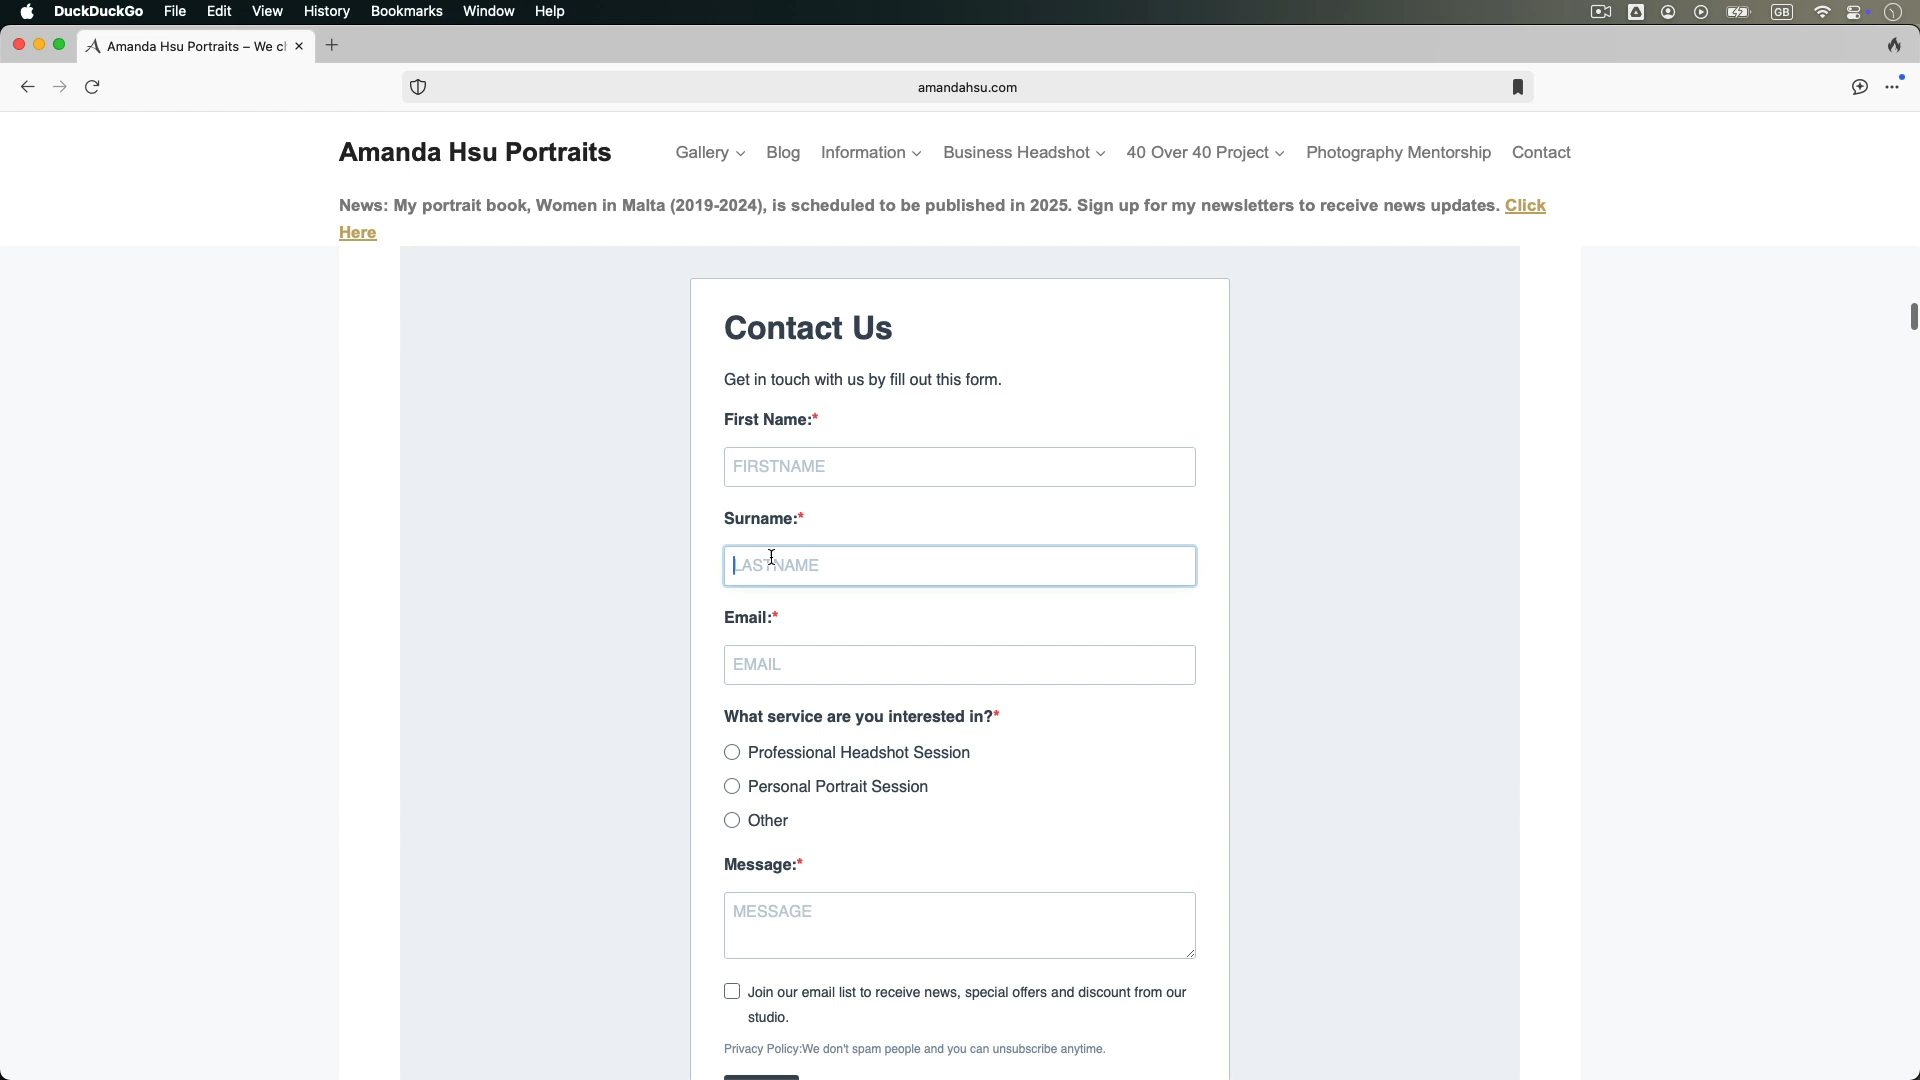 DuckDuckGo File Edit View History Bookmarks Window Help GB
Amanda Hsu Portraits – We cl
amandahsu.com
Amanda Hsu Portraits Gallery Blog Information Business Headshot 40 Over 40 Project Photography Mentorship Contact
News: My portrait book, Women in Malta (2019-2024), is scheduled to be published in 2025. Sign up for my newsletters to receive news updates. Click
Here
Contact Us
Get in touch with us by fill out this form.
First Name:*
FIRSTNAME
Surname:*
LASTNAME
Email:*
EMAIL
What service are you interested in?*
Professional Headshot Session
Personal Portrait Session
Other
Message:*
MESSAGE
Join our email list to receive news, special offers and discount from our
studio.
Privacy Policy:We don't spam people and you can unsubscribe anytime.